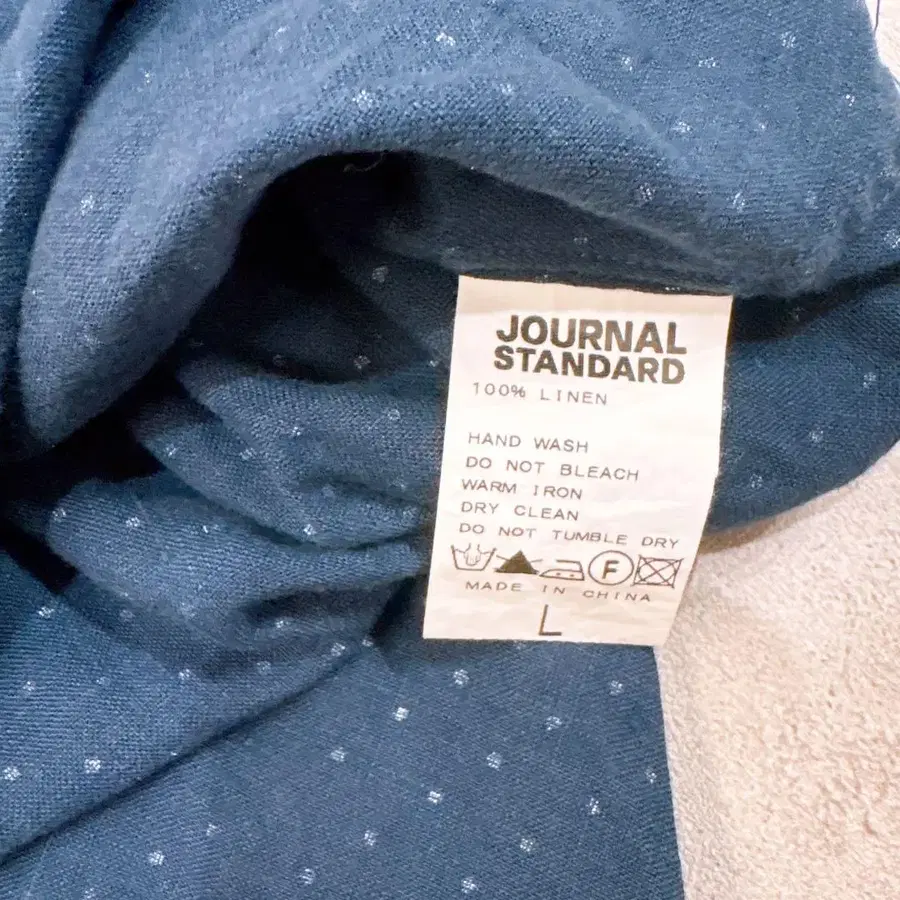 JOURNAL
STANDARD
100% LINEN
HAND WASH
DO NOT BLEACH
WARM IRON
DRY CLEAN
DO NOT TUMBLE DRY
F
MADE IN CHINA
L